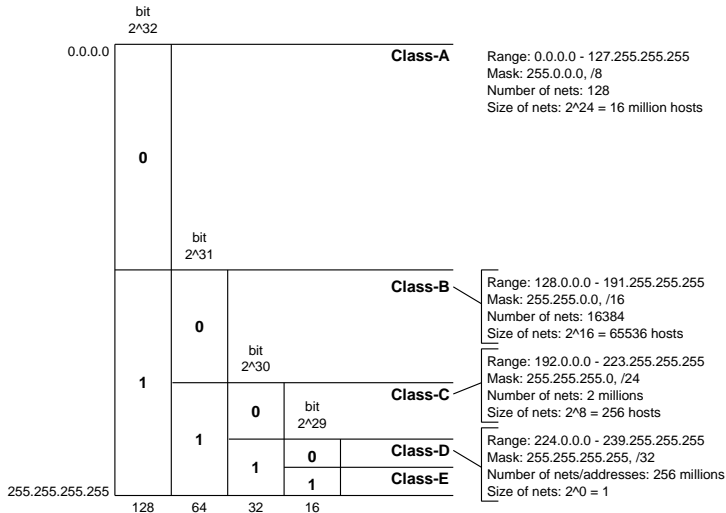 bit
2^32
0.0.0.0
Class-A
Range: 0.0.0.0 - 127.255.255.255
Mask: 255.0.0.0, /8
Number of nets: 128
Size of nets: 2^24 = 16 million hosts
0
bit
2^31
Class-B
Range: 128.0.0.0 - 191.255.255.255
Mask: 255.255.0.0, /16
Number of nets: 16384
Size of nets: 2^16 = 65536 hosts
0
1
bit
2^30
Class-C
Range: 192.0.0.0 - 223.255.255.255
Mask: 255.255.255.0, /24
Number of nets: 2 millions
Size of nets: 2^8 = 256 hosts
0
bit
2^29
1
Class-D
Range: 224.0.0.0 - 239.255.255.255
Mask: 255.255.255.255, /32
Number of nets/addresses: 256 millions
Size of nets: 2^0 = 1
0
1
Class-E
1
255.255.255.255
128 64 32 16